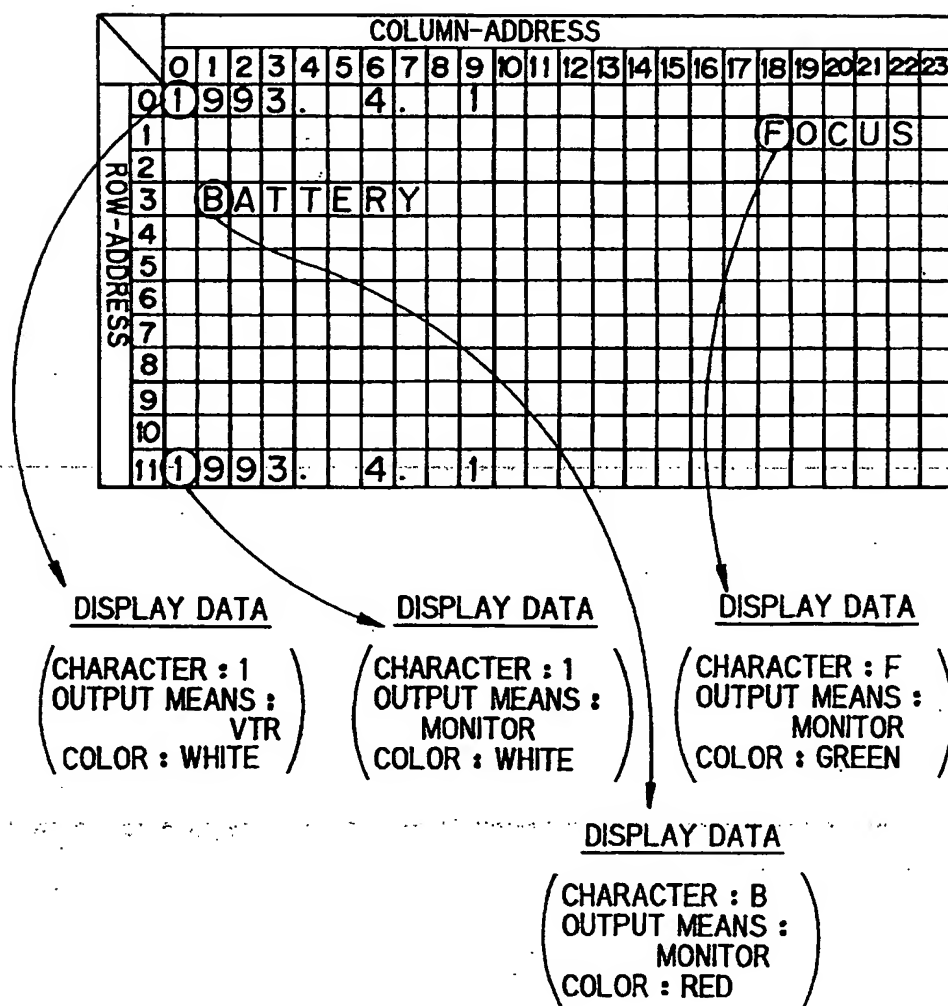 COLUMN-ADDRESS
0 1 2 3 4 5 6 7 8 9 10 11 12 13 14 15 16 17 18 19 20 21 22 23
ROW-ADDRESS
0 1 9 9 3 . 4 . 1
1 F O C U S
2
3 B A T T E R Y
4
5
6
7
8
9
10
11 1 9 9 3 . 4 . 1
DISPLAY DATA DISPLAY DATA DISPLAY DATA
CHARACTER : 1 CHARACTER : 1 CHARACTER : F
OUTPUT MEANS : OUTPUT MEANS : OUTPUT MEANS :
VTR MONITOR MONITOR
COLOR : WHITE COLOR : WHITE COLOR : GREEN
DISPLAY DATA
CHARACTER : B
OUTPUT MEANS :
MONITOR
COLOR : RED